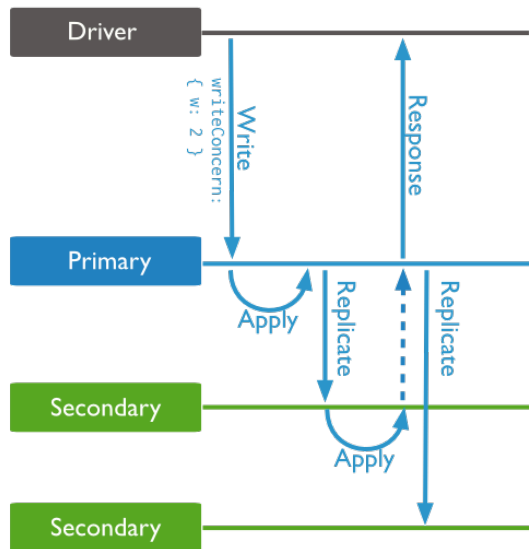 Driver
Write
writeConcern:
{ w: 2 }
Response
Primary
Apply
Replicate
Replicate
Secondary
Apply
Secondary